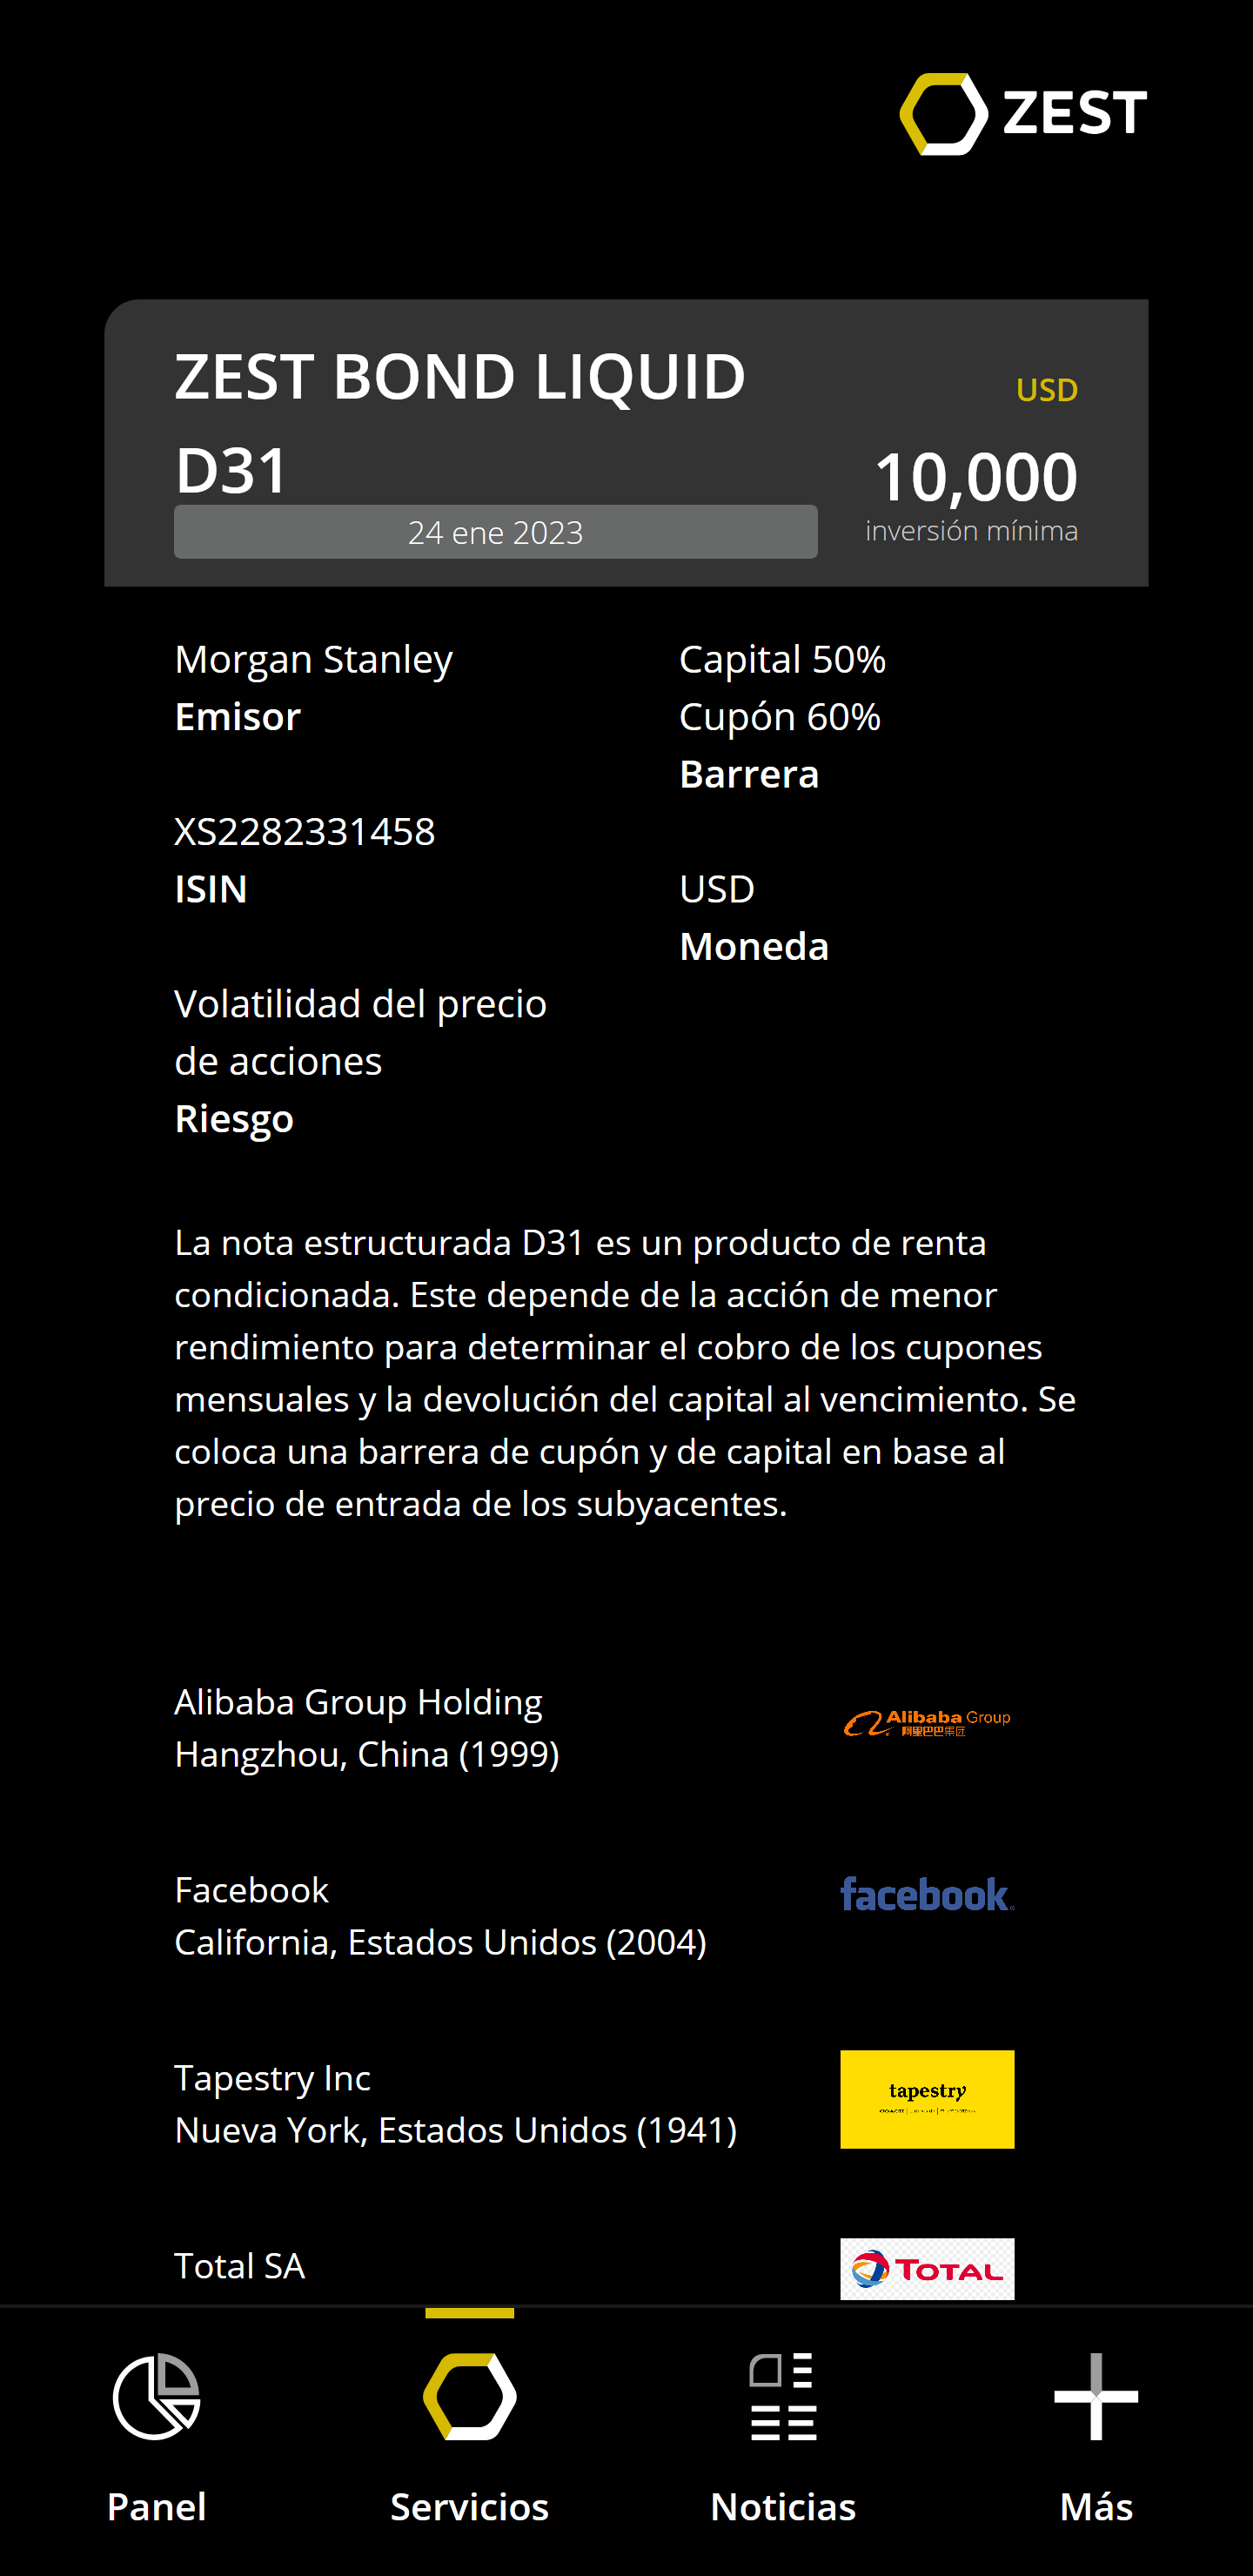 ZEST
ZEST BOND LIQUID
D31
USD
10,000
24 ene 2023
inversión mínima
Morgan Stanley
Emisor
Capital 50%
Cupón 60%
Barrera
XS2282331458
ISIN
USD
Moneda
Volatilidad del precio
de acciones
Riesgo
La nota estructurada D31 es un producto de renta
condicionada. Este depende de la acción de menor
rendimiento para determinar el cobro de los cupones
mensuales y la devolución del capital al vencimiento. Se
coloca una barrera de cupón y de capital en base al
precio de entrada de los subyacentes.
Alibaba Group Holding
Hangzhou, China (1999)
Alibaba Group
阿里巴巴集团
Facebook
California, Estados Unidos (2004)
facebook
Tapestry Inc
Nueva York, Estados Unidos (1941)
tapestry
Total SA
TOTAL
Panel
Servicios
Noticias
Más